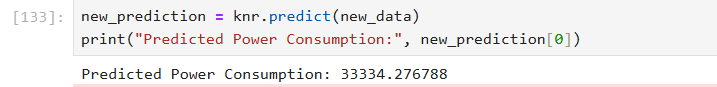 [133]: new_prediction = knr.predict(new_data)
print("Predicted Power Consumption:", new_prediction[0])
Predicted Power Consumption: 33334.276788